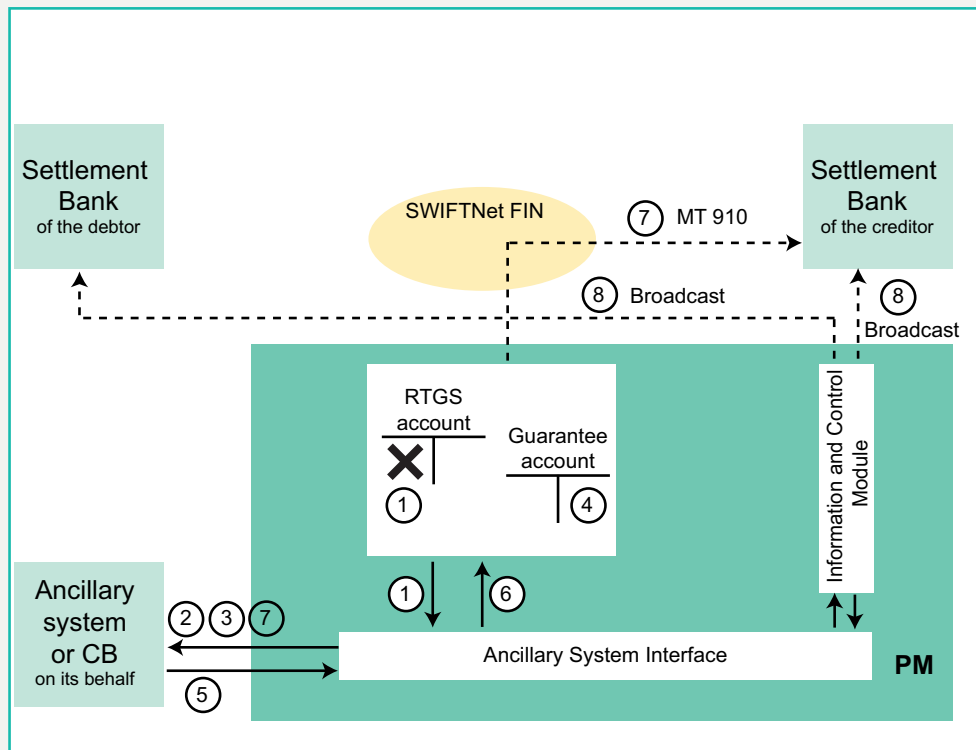 Settlement
Bank
of the debtor
SWIFTNet FIN
7 MT 910
Settlement
Bank
of the creditor
8 Broadcast
8
Broadcast
RTGS
account
1
Guarantee
account
4
Information and Control
Module
Ancillary
system
or CB
on its behalf
2 3 7
5
1
6
Ancillary System Interface
PM